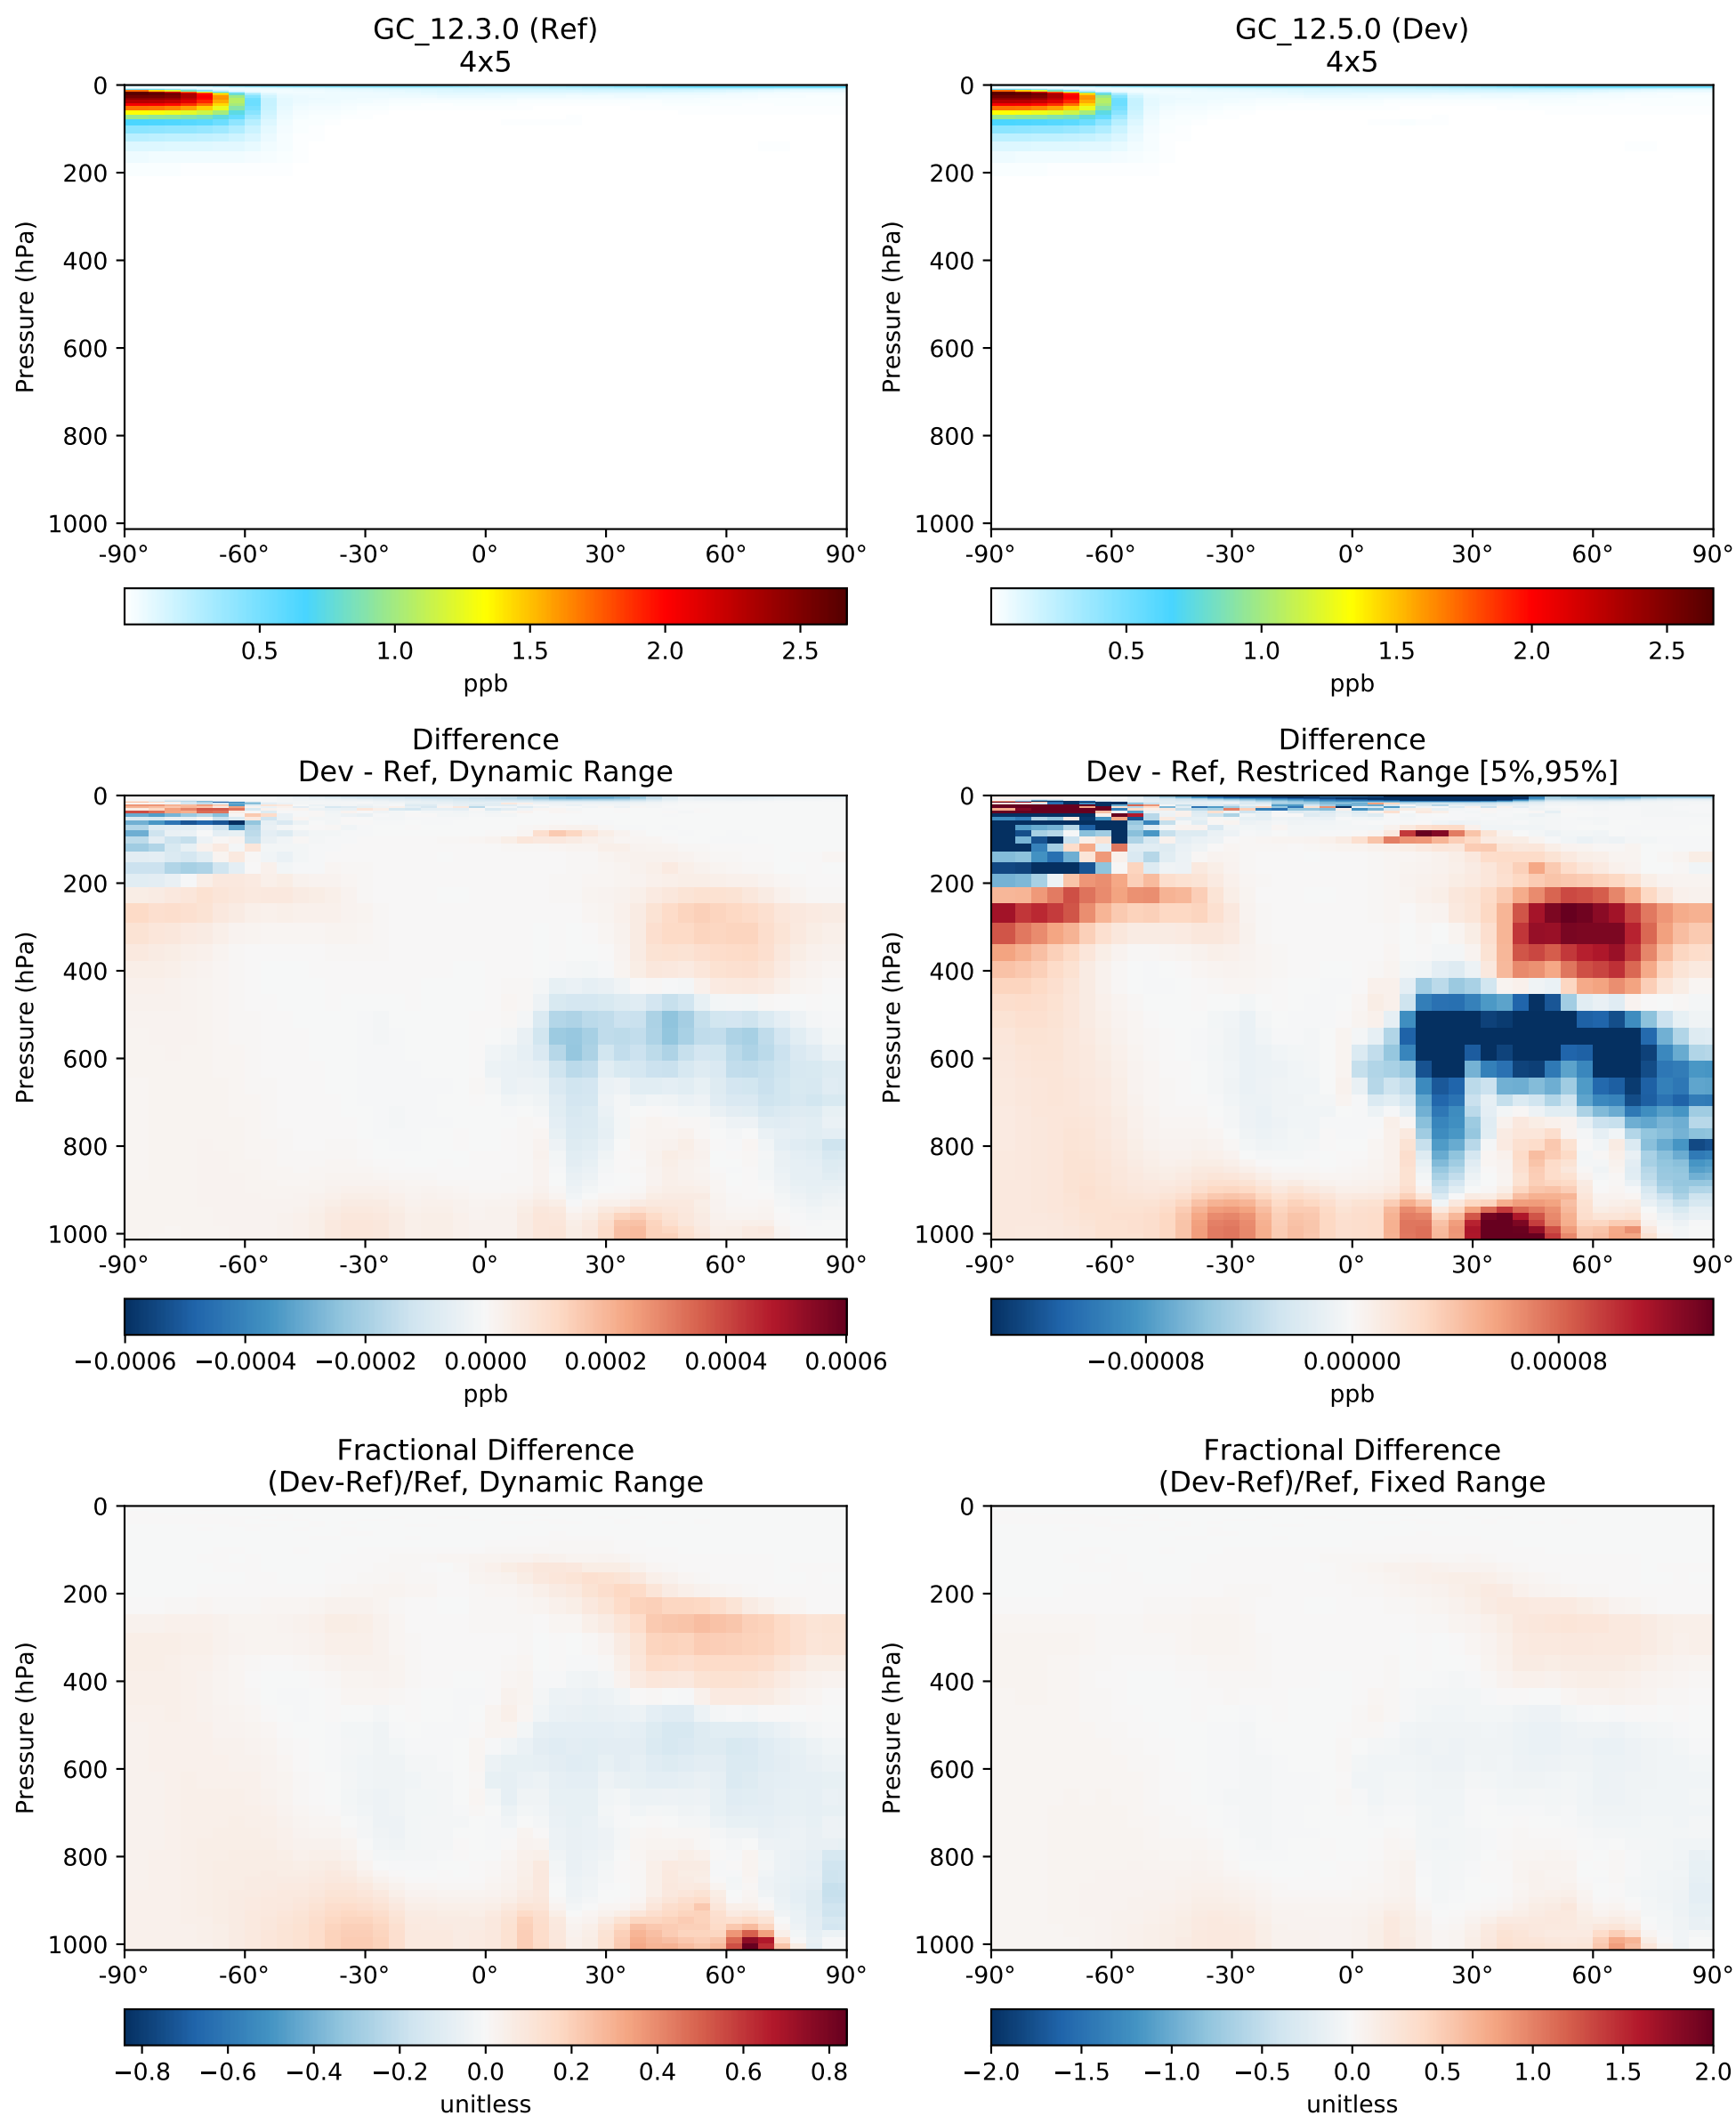 GC_12.3.0 (Ref)
4x5
GC_12.5.0 (Dev)
4x5
0
200
400
600
800
1000
Pressure (hPa)
-90° -60° -30° 0° 30° 60° 90°
0.5 1.0 1.5 2.0 2.5
ppb
0
200
400
600
800
1000
Pressure (hPa)
-90° -60° -30° 0° 30° 60° 90°
0.5 1.0 1.5 2.0 2.5
ppb
Difference
Dev - Ref, Dynamic Range
0
200
400
600
800
1000
Pressure (hPa)
-90° -60° -30° 0° 30° 60° 90°
−0.0006 −0.0004 −0.0002 0.0000 0.0002 0.0004 0.0006
ppb
Difference
Dev - Ref, Restriced Range [5%,95%]
0
200
400
600
800
1000
Pressure (hPa)
-90° -60° -30° 0° 30° 60° 90°
−0.00008 0.00000 0.00008
ppb
Fractional Difference
(Dev-Ref)/Ref, Dynamic Range
0
200
400
600
800
1000
Pressure (hPa)
-90° -60° -30° 0° 30° 60° 90°
−0.8 −0.6 −0.4 −0.2 0.0 0.2 0.4 0.6 0.8
unitless
Fractional Difference
(Dev-Ref)/Ref, Fixed Range
0
200
400
600
800
1000
Pressure (hPa)
-90° -60° -30° 0° 30° 60° 90°
−2.0 −1.5 −1.0 −0.5 0.0 0.5 1.0 1.5 2.0
unitless